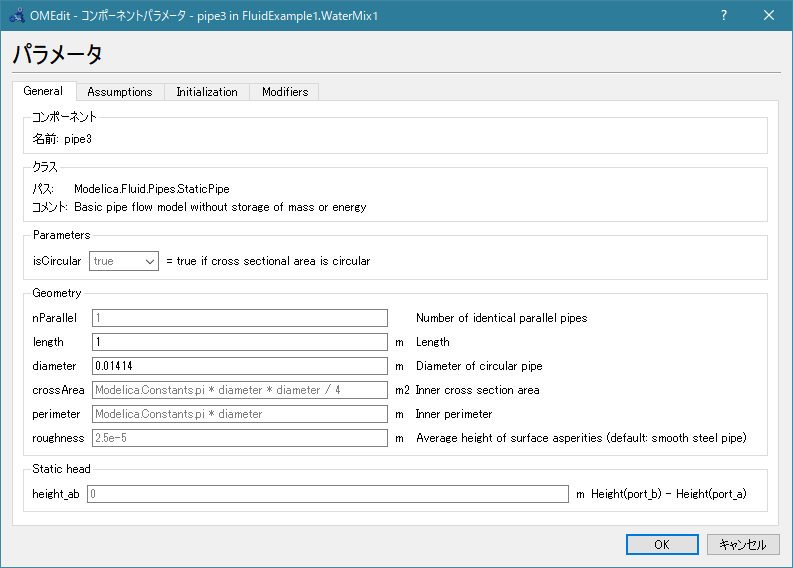 OMEdit - コンポーネントパラメータ - pipe3 in FluidExample1.WaterMix1
パラメータ
General Assumptions Initialization Modifiers
コンポーネント
名前: pipe3
クラス
パス: Modelica.Fluid.Pipes.StaticPipe
コメント: Basic pipe flow model without storage of mass or energy
Parameters
isCircular true = true if cross sectional area is circular
Geometry
nParallel 1 Number of identical parallel pipes
length 1 m Length
diameter 0.01414 m Diameter of circular pipe
crossArea Modelica.Constants.pi * diameter * diameter / 4 m2 Inner cross section area
perimeter Modelica.Constants.pi * diameter m Inner perimeter
roughness 2.5e-5 m Average height of surface asperities (default: smooth steel pipe)
Static head
height_ab 0 m Height(port_b) - Height(port_a)
OK キャンセル